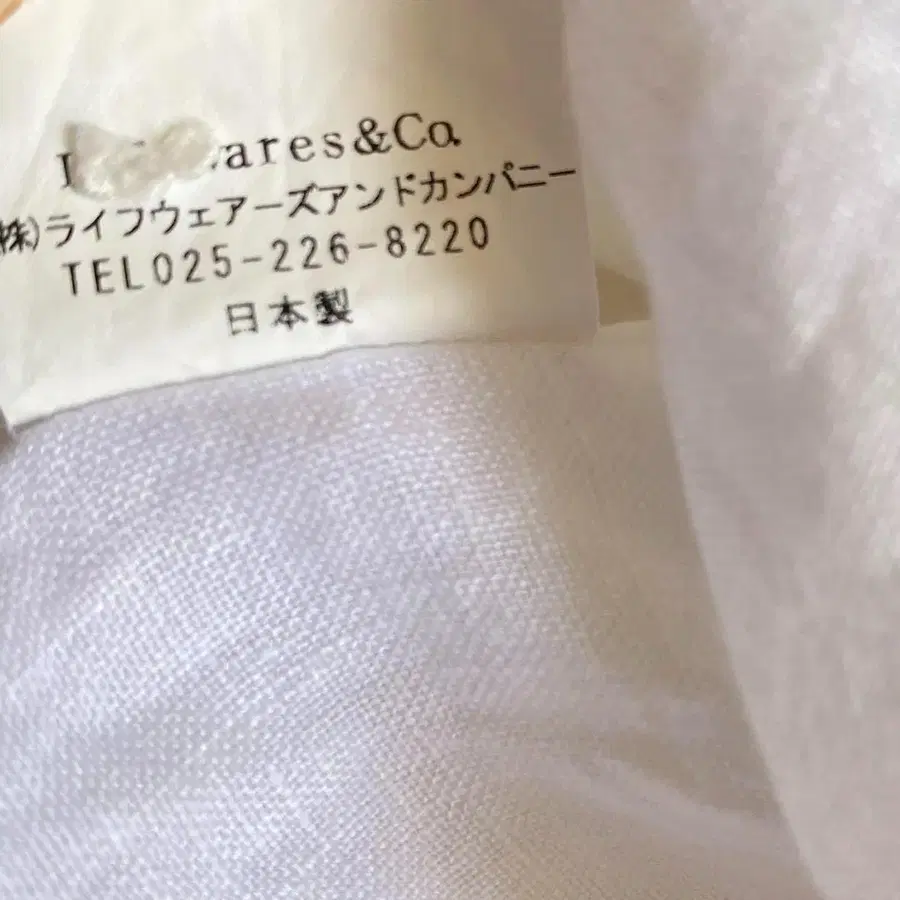 ares&Co.
(株)ライフウェアーズアンドカンパニー
TEL025-226-8220
日本製